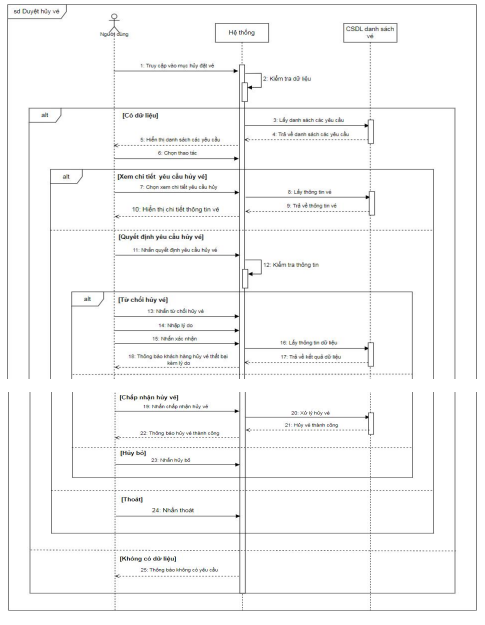 sd Duyệt hủy vé
Người dùng
Hệ thống
CSDL danh sách
vé
1: Truy cập vào mục hủy đặt vé
2: Kiểm tra dữ liệu
alt
[Có dữ liệu]
3: Lấy danh sách các yêu cầu
4: Trả về danh sách các yêu cầu
5: Hiển thị danh sách các yêu cầu
6: Chọn thao tác
alt
[Xem chi tiết yêu cầu hủy vé]
7: Chọn xem chi tiết yêu cầu hủy
8: Lấy thông tin vé
9: Trả về thông tin vé
10: Hiển thị chi tiết thông tin vé
[Quyết định yêu cầu hủy vé]
11: Nhấn quyết định yêu cầu hủy vé
12: Kiểm tra thông tin
alt
[Từ chối hủy vé]
13: Nhấn từ chối hủy vé
14: Nhập lý do
15: Nhấn xác nhận
16: Lấy thông tin dữ liệu
17: Trả về kết quả dữ liệu
18: Thông báo khách hàng hủy vé thất bại
kèm lý do
[Chấp nhận hủy vé]
19: Nhấn chấp nhận hủy vé
20: Xử lý hủy vé
21: Hủy vé thành công
22: Thông báo hủy vé thành công
[Hủy bỏ]
23: Nhấn hủy bỏ
[Thoát]
24: Nhấn thoát
[Không có dữ liệu]
25: Thông báo không có yêu cầu